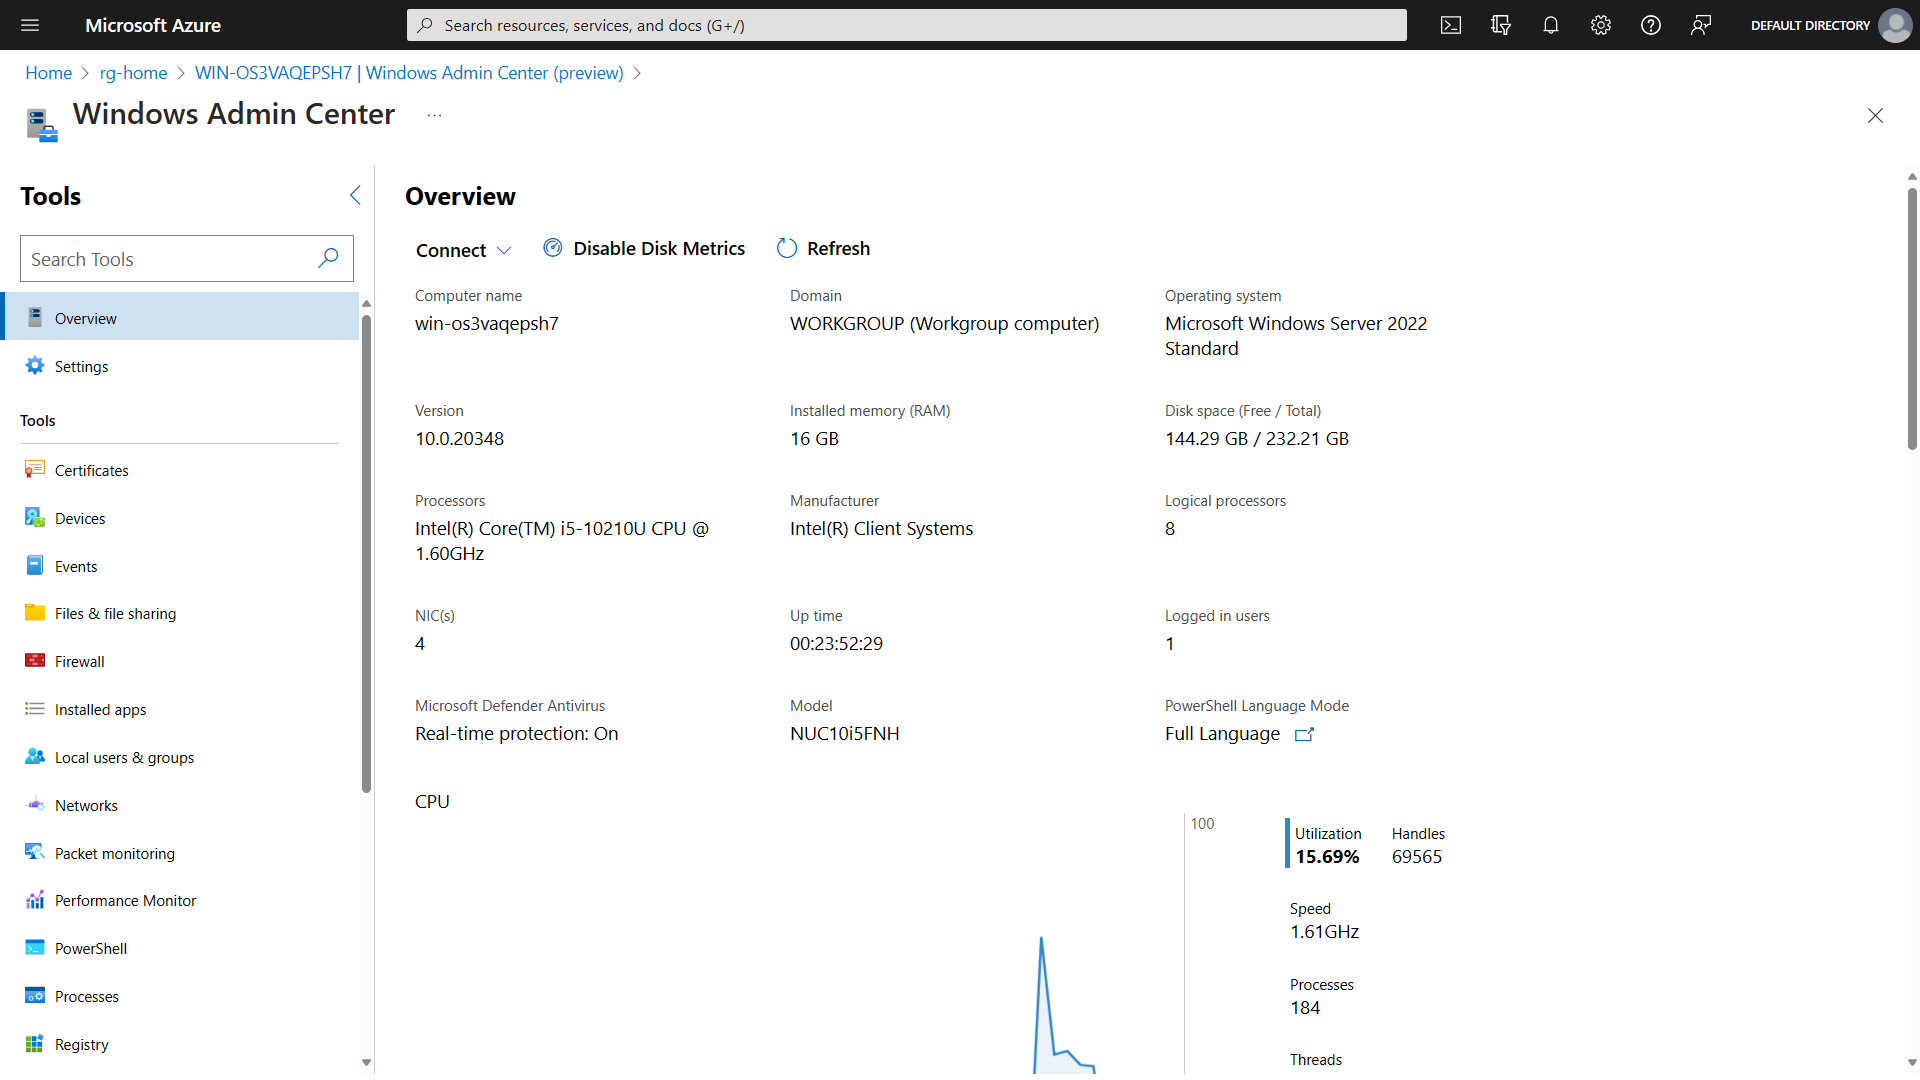 Microsoft Azure
Search resources, services, and docs (G+/)
DEFAULT DIRECTORY
Home
rg-home
WIN-OS3VAQEPSH7 | Windows Admin Center (preview)
Windows Admin Center
...
Tools
Search Tools
Overview
Settings
Tools
Certificates
Devices
Events
Files & file sharing
Firewall
Installed apps
Local users & groups
Networks
Packet monitoring
Performance Monitor
PowerShell
Processes
Registry
Overview
Connect
Disable Disk Metrics
Refresh
Computer name
win-os3vaqepsh7
Domain
WORKGROUP (Workgroup computer)
Operating system
Microsoft Windows Server 2022
Standard
Version
10.0.20348
Installed memory (RAM)
16 GB
Disk space (Free / Total)
144.29 GB / 232.21 GB
Processors
Intel(R) Core(TM) i5-10210U CPU @
1.60GHz
Manufacturer
Intel(R) Client Systems
Logical processors
8
NIC(s)
4
Up time
00:23:52:29
Logged in users
1
Microsoft Defender Antivirus
Real-time protection: On
Model
NUC10i5FNH
PowerShell Language Mode
Full Language
CPU
100
Utilization
15.69%
Handles
69565
Speed
1.61GHz
Processes
184
Threads